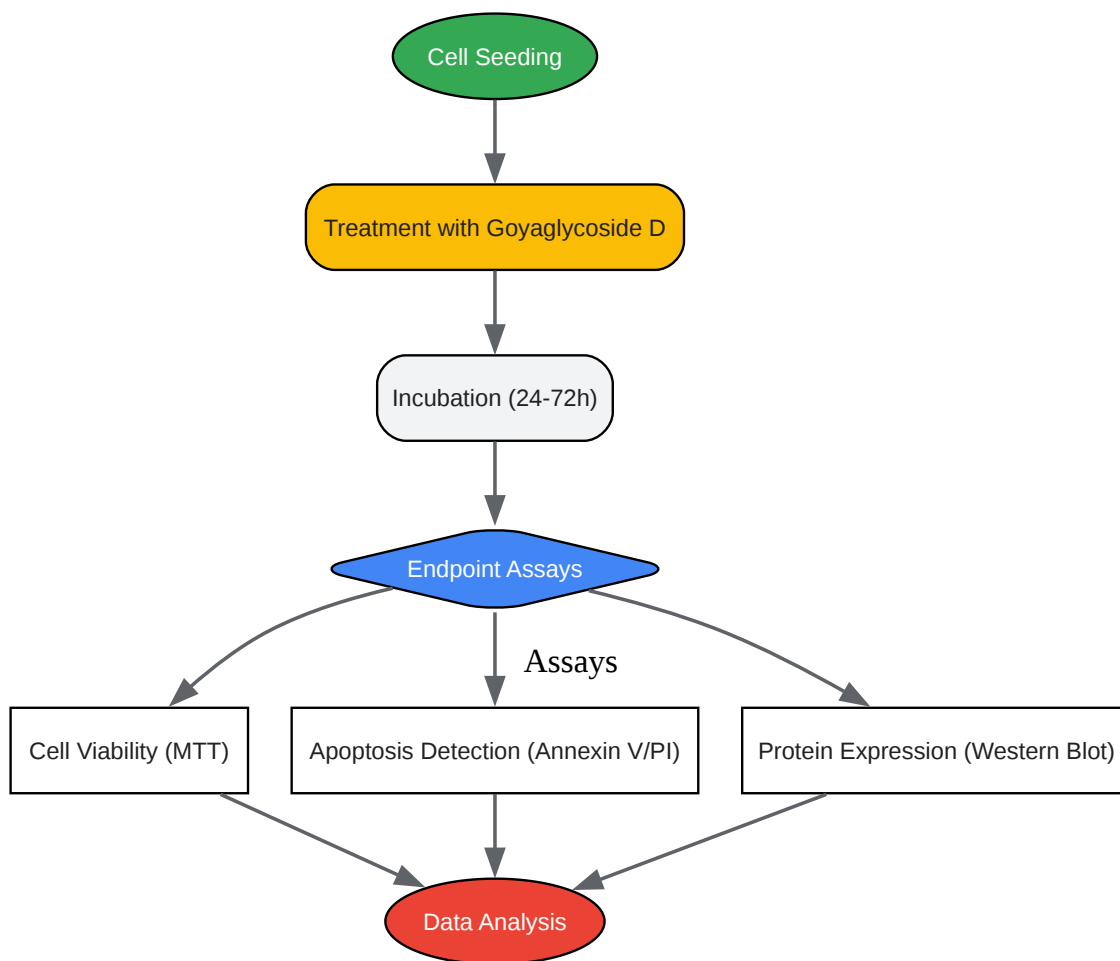 Cell Seeding
Treatment with Goyaglycoside D
Incubation (24-72h)
Endpoint Assays
Assays
Cell Viability (MTT)
Apoptosis Detection (Annexin V/PI)
Protein Expression (Western Blot)
Data Analysis